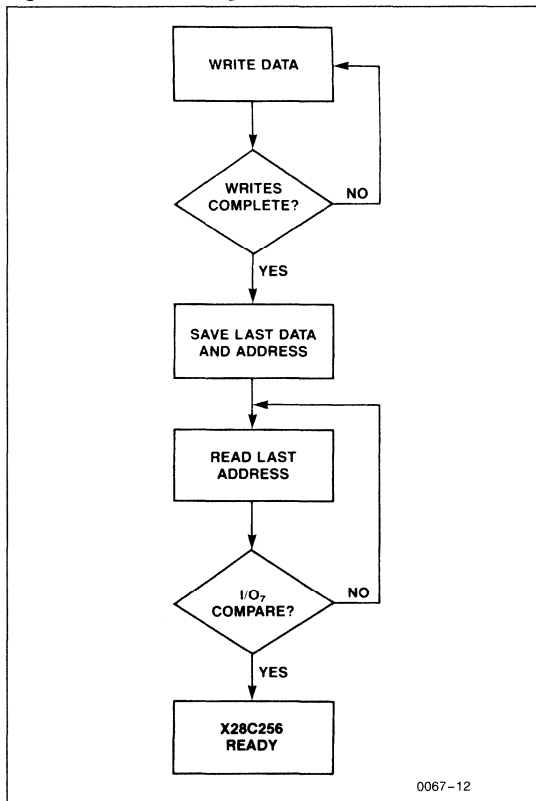 WRITE DATA
WRITES
COMPLETE?
NO
YES
SAVE LAST DATA
AND ADDRESS
READ LAST
ADDRESS
I/O₇
COMPARE?
NO
YES
X28C256
READY
0067-12